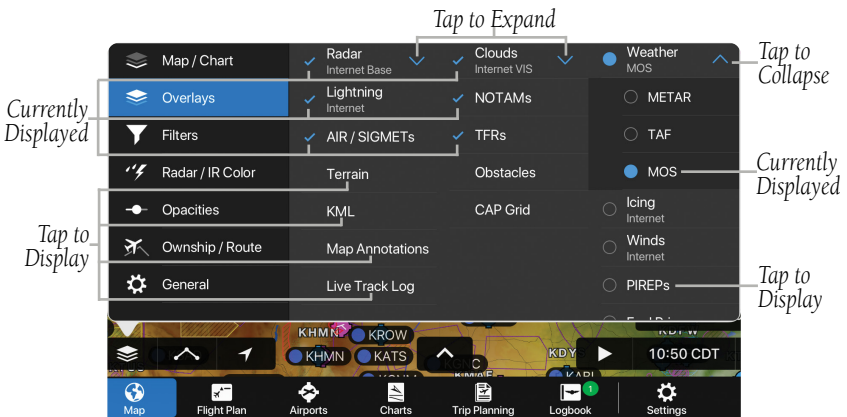 Tap to Expand
Map / Chart
Radar
Internet Base
Clouds
Internet VIS
Weather
MOS
Tap to
Collapse
Currently
Displayed
Overlays
Lightning
Internet
NOTAMs
METAR
Filters
AIR / SIGMETs
TFRs
TAF
Radar / IR Color
Terrain
Obstacles
MOS
Currently
Displayed
Opacities
KML
CAP Grid
Icing
Internet
Tap to
Display
Ownship / Route
Map Annotations
Winds
Internet
General
Live Track Log
PIREPs
Tap to
Display
KHMN
KROW
KHMN
KATS
10:50 CDT
Map
Flight Plan
Airports
Charts
Trip Planning
Logbook
1
Settings